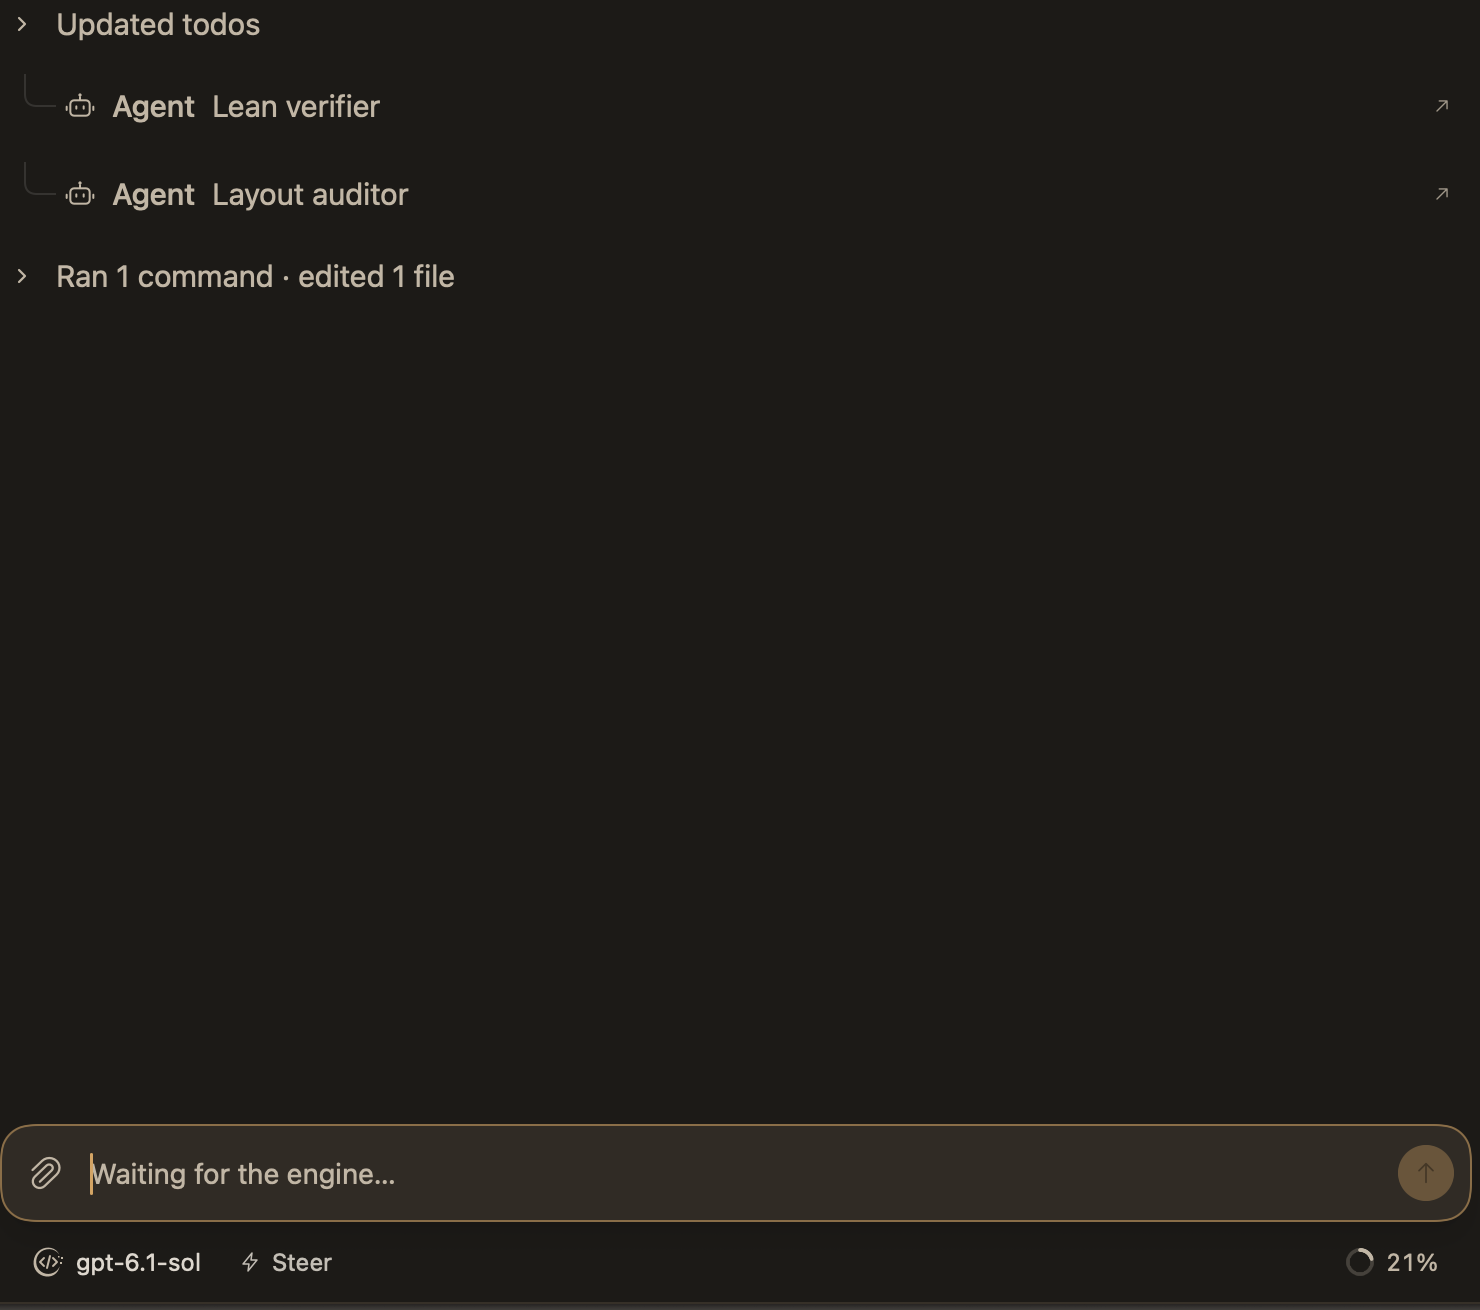 Updated todos
Agent Lean verifier
Agent Layout auditor
Ran 1 command · edited 1 file
Waiting for the engine...
gpt-6.1-sol Steer 21%